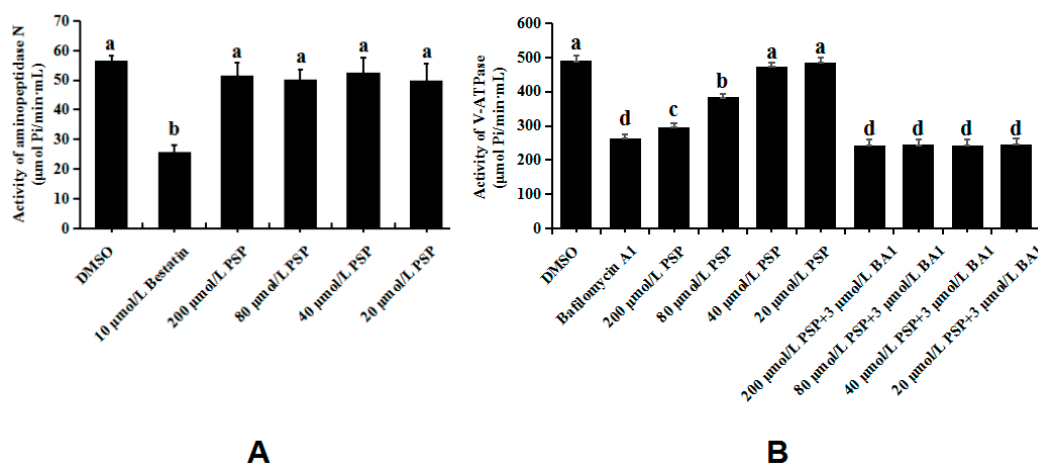 Activity of aminopeptidase N
(μmol Pi/min·mL)
70
60
50
40
30
20
10
0
a
b
a
a
a
a
DMSO
10 μmol/L Bestatin
200 μmol/L PSP
80 μmol/L PSP
40 μmol/L PSP
20 μmol/L PSP
A
Activity of V-ATPase
(μmol Pi/min·mL)
600
500
400
300
200
100
0
a
d
c
b
a
a
d
d
d
d
DMSO
Bafilomycin A1
200 μmol/L PSP
80 μmol/L PSP
40 μmol/L PSP
20 μmol/L PSP
200 μmol/L PSP+3 μmol/L BA1
80 μmol/L PSP+3 μmol/L BA1
40 μmol/L PSP+3 μmol/L BA1
20 μmol/L PSP+3 μmol/L BA1
B